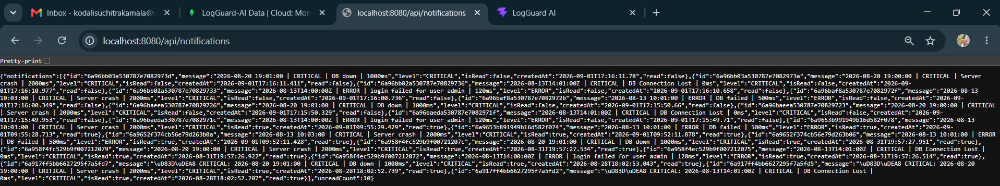 Inbox - kodalisuchitrakamala@g
LogGuard-AI Data | Cloud: Mon
localhost:8080/api/notifications
LogGuard AI
localhost:8080/api/notifications
Pretty-print
{"notifications":[{"id":"6a96bb03a530787e7082973d","message":"2026-08-20 19:01:00 | CRITICAL | DB down | 1000ms","level":"CRITICAL","isRead":false,"createdAt":"2026-09-01T17:16:11.78","read":false},{"id":"6a96bb03a530787e7082973a","message":"2026-08-20 19:00:00 | CRITICAL | Server
crash | 2000ms","level":"CRITICAL","isRead":false,"createdAt":"2026-09-01T17:16:11.411","read":false},{"id":"6a96bb02a530787e70829736","message":"2026-08-13T14:01:00Z | CRITICAL | DB Connection Lost | 0ms","level":"CRITICAL","isRead":false,"createdAt":"2026-09-
01T17:16:10.977","read":false},{"id":"6a96bb02a530787e70829733","message":"2026-08-13T14:00:00Z | ERROR | login failed for user admin | 120ms","level":"ERROR","isRead":false,"createdAt":"2026-09-01T17:16:10.658","read":false},{"id":"6a96baf8a530787e7082972f","message":"2026-08-13
10:03:00 | CRITICAL | Server crash | 2000ms","level":"CRITICAL","isRead":false,"createdAt":"2026-09-01T17:16:00.736","read":false},{"id":"6a96baf8a530787e7082972b","message":"2026-08-13 10:01:00 | ERROR | DB failed | 500ms","level":"ERROR","isRead":false,"createdAt":"2026-09-
01T17:16:00.349","read":false},{"id":"6a96baeea530787e70829726","message":"2026-08-20 19:01:00 | CRITICAL | DB down | 1000ms","level":"CRITICAL","isRead":false,"createdAt":"2026-09-01T17:15:50.66","read":false},{"id":"6a96baeea530787e70829723","message":"2026-08-20 19:00:00 | CRITICAL
| Server crash | 2000ms","level":"CRITICAL","isRead":false,"createdAt":"2026-09-01T17:15:50.329","read":false},{"id":"6a96baeda530787e7082971f","message":"2026-08-13T14:01:00Z | CRITICAL | DB Connection Lost | 0ms","level":"CRITICAL","isRead":false,"createdAt":"2026-09-
01T17:15:49.953","read":false},{"id":"6a96baeda530787e7082971c","message":"2026-08-13T14:00:00Z | ERROR | login failed for user admin | 120ms","level":"ERROR","isRead":false,"createdAt":"2026-09-01T17:15:49.71","read":false},{"id":"6a9653b991949b16d582f078","message":"2026-08-13
10:03:00 | CRITICAL | Server crash | 2000ms","level":"CRITICAL","isRead":true,"createdAt":"2026-09-01T09:55:29.429","read":true},{"id":"6a9653b891949b16d582f074","message":"2026-08-13 10:01:00 | ERROR | DB failed | 500ms","level":"ERROR","isRead":true,"createdAt":"2026-09-
01T09:55:28.713","read":true},{"id":"6a9652f374cb56e79d263b0a","message":"2026-08-13 10:03:00 | CRITICAL | Server crash | 2000ms","level":"CRITICAL","isRead":true,"createdAt":"2026-09-01T09:52:11.878","read":true},{"id":"6a9652f374cb56e79d263b06","message":"2026-08-13 10:01:00 | ERROR
| DB failed | 500ms","level":"ERROR","isRead":true,"createdAt":"2026-09-01T09:52:11.428","read":true},{"id":"6a958f4fc529b9f00721207c","message":"2026-08-20 19:01:00 | CRITICAL | DB down | 1000ms","level":"CRITICAL","isRead":true,"createdAt":"2026-08-31T19:57:27.951","read":true},
{"id":"6a958f4fc529b9f007212079","message":"2026-08-20 19:00:00 | CRITICAL | Server crash | 2000ms","level":"CRITICAL","isRead":true,"createdAt":"2026-08-31T19:57:27.534","read":true},{"id":"6a958f4ec529b9f007212075","message":"2026-08-13T14:01:00Z | CRITICAL | DB Connection Lost |
0ms","level":"CRITICAL","isRead":true,"createdAt":"2026-08-31T19:57:26.922","read":true},{"id":"6a958f4ec529b9f007212072","message":"2026-08-13T14:00:00Z | ERROR | login failed for user admin | 120ms","level":"ERROR","isRead":true,"createdAt":"2026-08-31T19:57:26.514","read":true},
{"id":"6a917ff5bb6627295f7a5fd7","message":"\uD83D\uDEA8 CRITICAL: 2026-08-20 19:01:00 | CRITICAL | DB down | 1000ms","level":"CRITICAL","isRead":true,"createdAt":"2026-08-28T18:02:53.043","read":true},{"id":"6a917ff4bb6627295f7a5fd5","message":"\uD83D\uDEA8 CRITICAL: 2026-08-20
19:00:00 | CRITICAL | Server crash | 2000ms","level":"CRITICAL","isRead":true,"createdAt":"2026-08-28T18:02:52.739","read":true},{"id":"6a917ff4bb6627295f7a5fd2","message":"\uD83D\uDEA8 CRITICAL: 2026-08-13T14:01:00Z | CRITICAL | DB Connection Lost |
0ms","level":"CRITICAL","isRead":true,"createdAt":"2026-08-28T18:02:52.207","read":true}],"unreadCount":10}